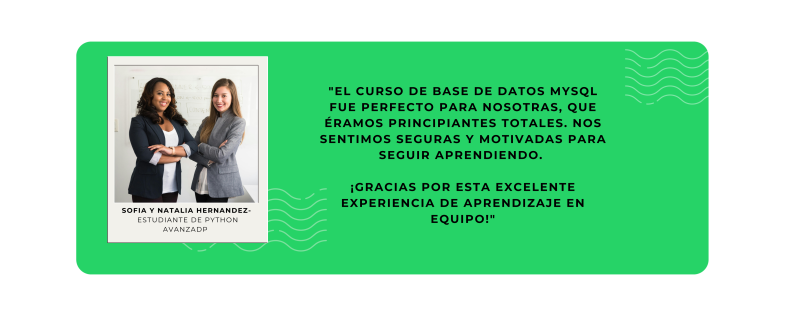 "EL CURSO DE BASE DE DATOS MYSQL
FUE PERFECTO PARA NOSOTRAS, QUE
ÉRAMOS PRINCIPIANTES TOTALES. NOS
SENTIMOS SEGURAS Y MOTIVADAS PARA
SEGUIR APRENDIENDO.
¡GRACIAS POR ESTA EXCELENTE
EXPERIENCIA DE APRENDIZAJE EN
EQUIPO!"
SOFIA Y NATALIA HERNANDEZ-
ESTUDIANTE DE PYTHON
AVANZADP